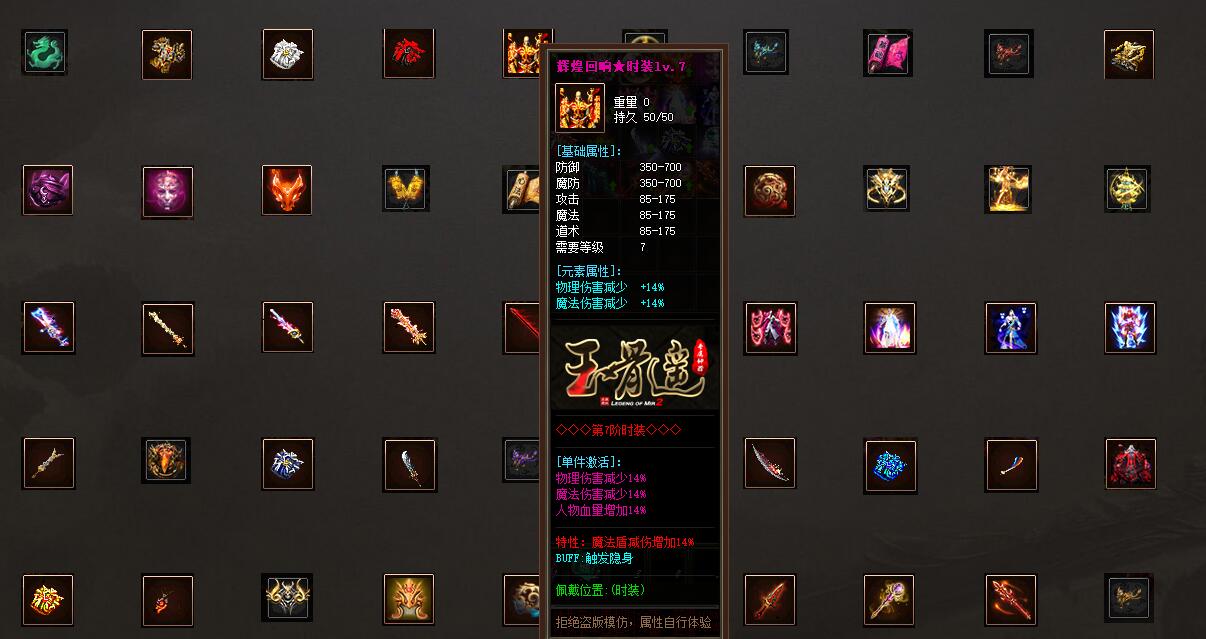 辉煌回响★时装lv.7
重量 0
持久 50/50
[基础属性]:
防御 350-700
魔防 350-700
攻击 85-175
魔法 85-175
道术 85-175
需要等级 7
[元素属性]:
物理伤害减少 +14%
魔法伤害减少 +14%
LEGEND OF MIR 2
◇◇◇第7阶时装◇◇◇
[单件激活]:
物理伤害减少14%
魔法伤害减少14%
人物血量增加14%
特性: 魔法盾减伤增加14%
BUFF:触发隐身
佩戴位置:(时装)
拒绝盗版模仿，属性自行体验